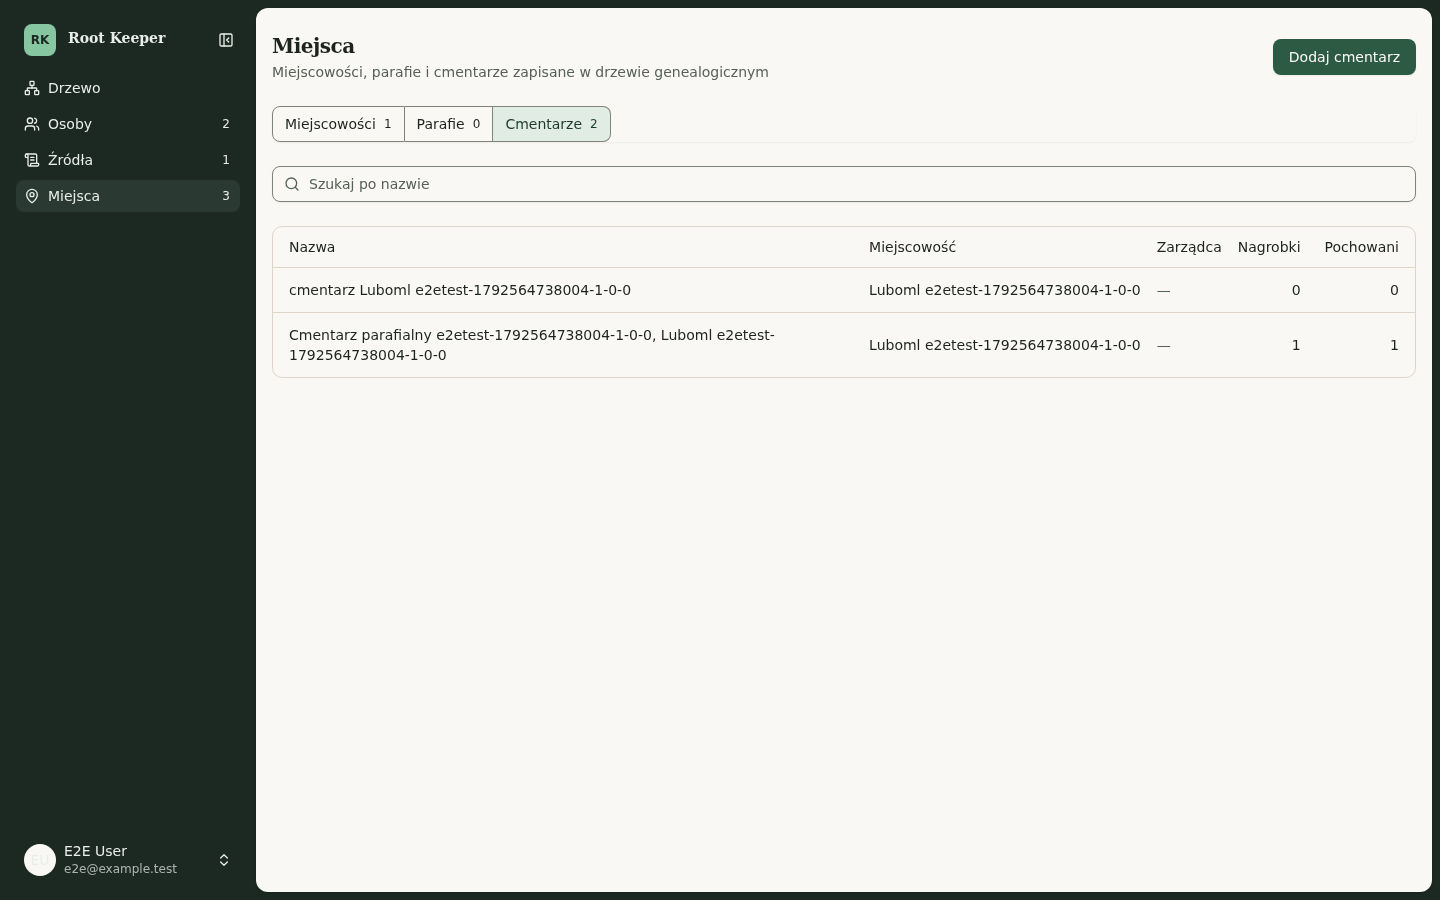 RK Root Keeper
Drzewo
Osoby 2
Źródła 1
Miejsca 3
Miejsca
Miejscowości, parafie i cmentarze zapisane w drzewie genealogicznym
Dodaj cmentarz
Miejscowości 1 Parafie 0 Cmentarze 2
Szukaj po nazwie
Nazwa Miejscowość Zarządca Nagrobki Pochowani
cmentarz Luboml e2etest-1792564738004-1-0-0 Luboml e2etest-1792564738004-1-0-0 — 0 0
Cmentarz parafialny e2etest-1792564738004-1-0-0, Luboml e2etest-
1792564738004-1-0-0 Luboml e2etest-1792564738004-1-0-0 — 1 1
EU E2E User
e2e@example.test